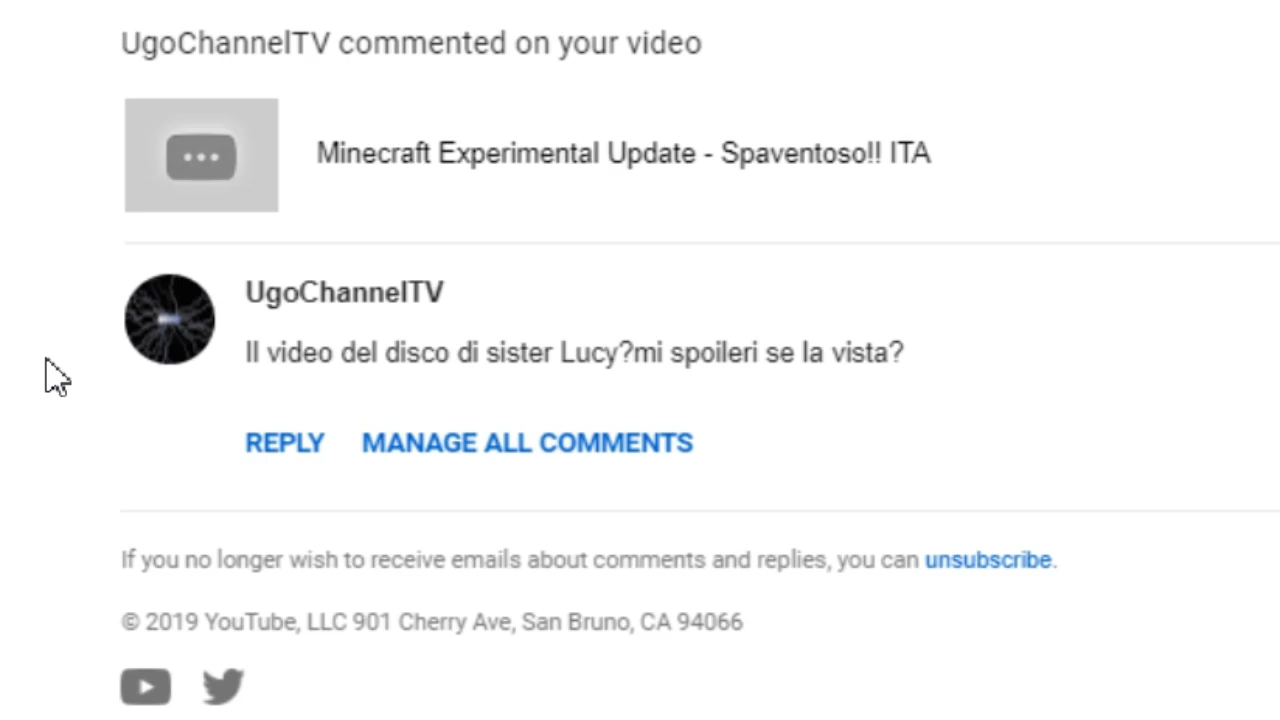 UgoChannelTV commented on your video
Minecraft Experimental Update - Spaventoso!! ITA
UgoChannelTV
Il video del disco di sister Lucy?mi spoileri se la vista?
REPLY MANAGE ALL COMMENTS
If you no longer wish to receive emails about comments and replies, you can unsubscribe.
© 2019 YouTube, LLC 901 Cherry Ave, San Bruno, CA 94066